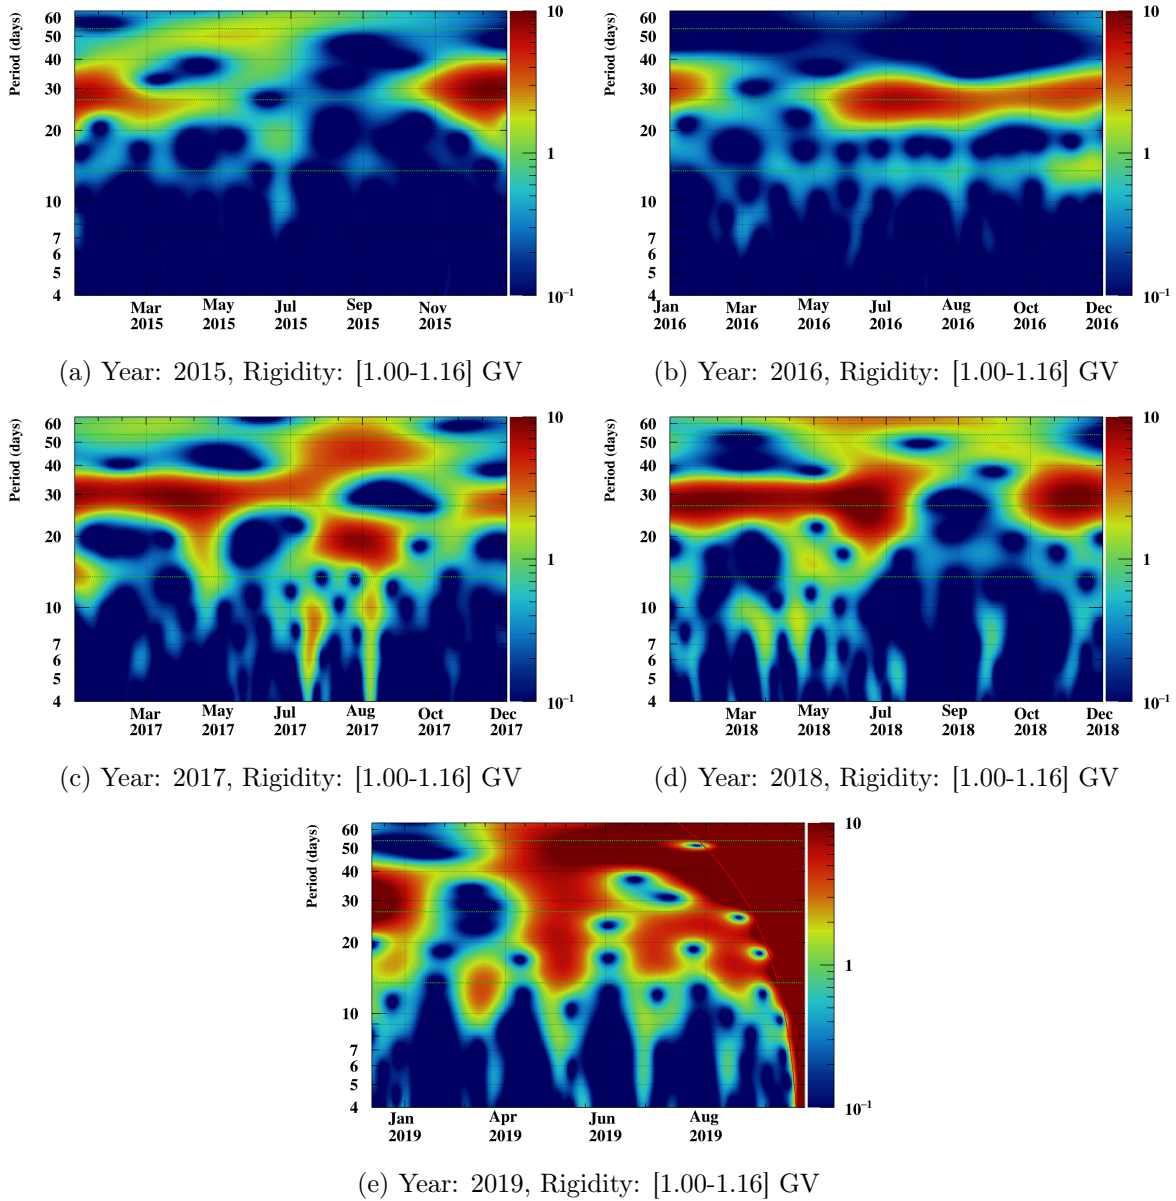 Period (days)
60
50
40
30
20
10
7
6
5
4
10
1
10⁻¹
Mar 2015
May 2015
Jul 2015
Sep 2015
Nov 2015
(a) Year: 2015, Rigidity: [1.00-1.16] GV
Period (days)
60
50
40
30
20
10
7
6
5
4
10
1
10⁻¹
Jan 2016
Mar 2016
May 2016
Jul 2016
Aug 2016
Oct 2016
Dec 2016
(b) Year: 2016, Rigidity: [1.00-1.16] GV
Period (days)
60
50
40
30
20
10
7
6
5
4
10
1
10⁻¹
Mar 2017
May 2017
Jul 2017
Aug 2017
Oct 2017
Dec 2017
(c) Year: 2017, Rigidity: [1.00-1.16] GV
Period (days)
60
50
40
30
20
10
7
6
5
4
10
1
10⁻¹
Mar 2018
May 2018
Jul 2018
Sep 2018
Oct 2018
Dec 2018
(d) Year: 2018, Rigidity: [1.00-1.16] GV
Period (days)
60
50
40
30
20
10
7
6
5
4
10
1
10⁻¹
Jan 2019
Apr 2019
Jun 2019
Aug 2019
(e) Year: 2019, Rigidity: [1.00-1.16] GV